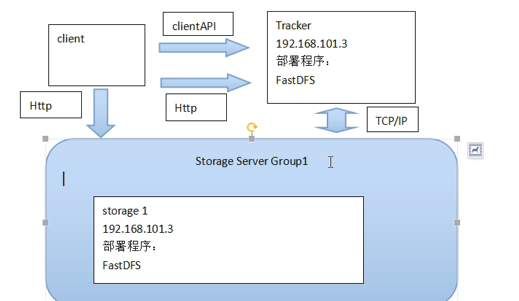 client
clientAPI
Tracker
192.168.101.3
部署程序:
FastDFS
Http
Http
TCP/IP
Storage Server Group1
storage 1
192.168.101.3
部署程序:
FastDFS